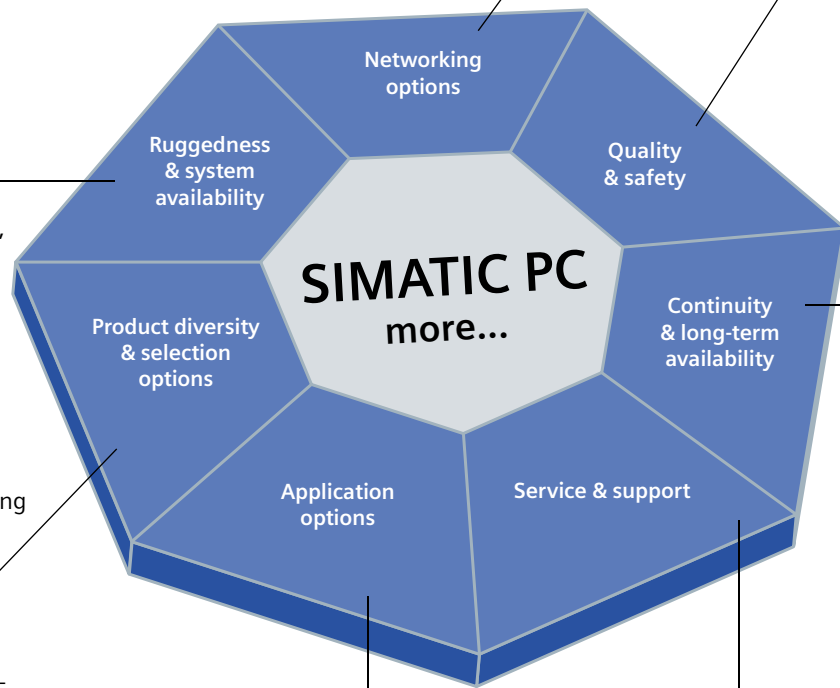 Networking
options
Ruggedness
& system
availability
Quality
& safety
,
SIMATIC PC
more...
Continuity
& long-term
availability
Product diversity
& selection
options
Application
options
Service & support
ng